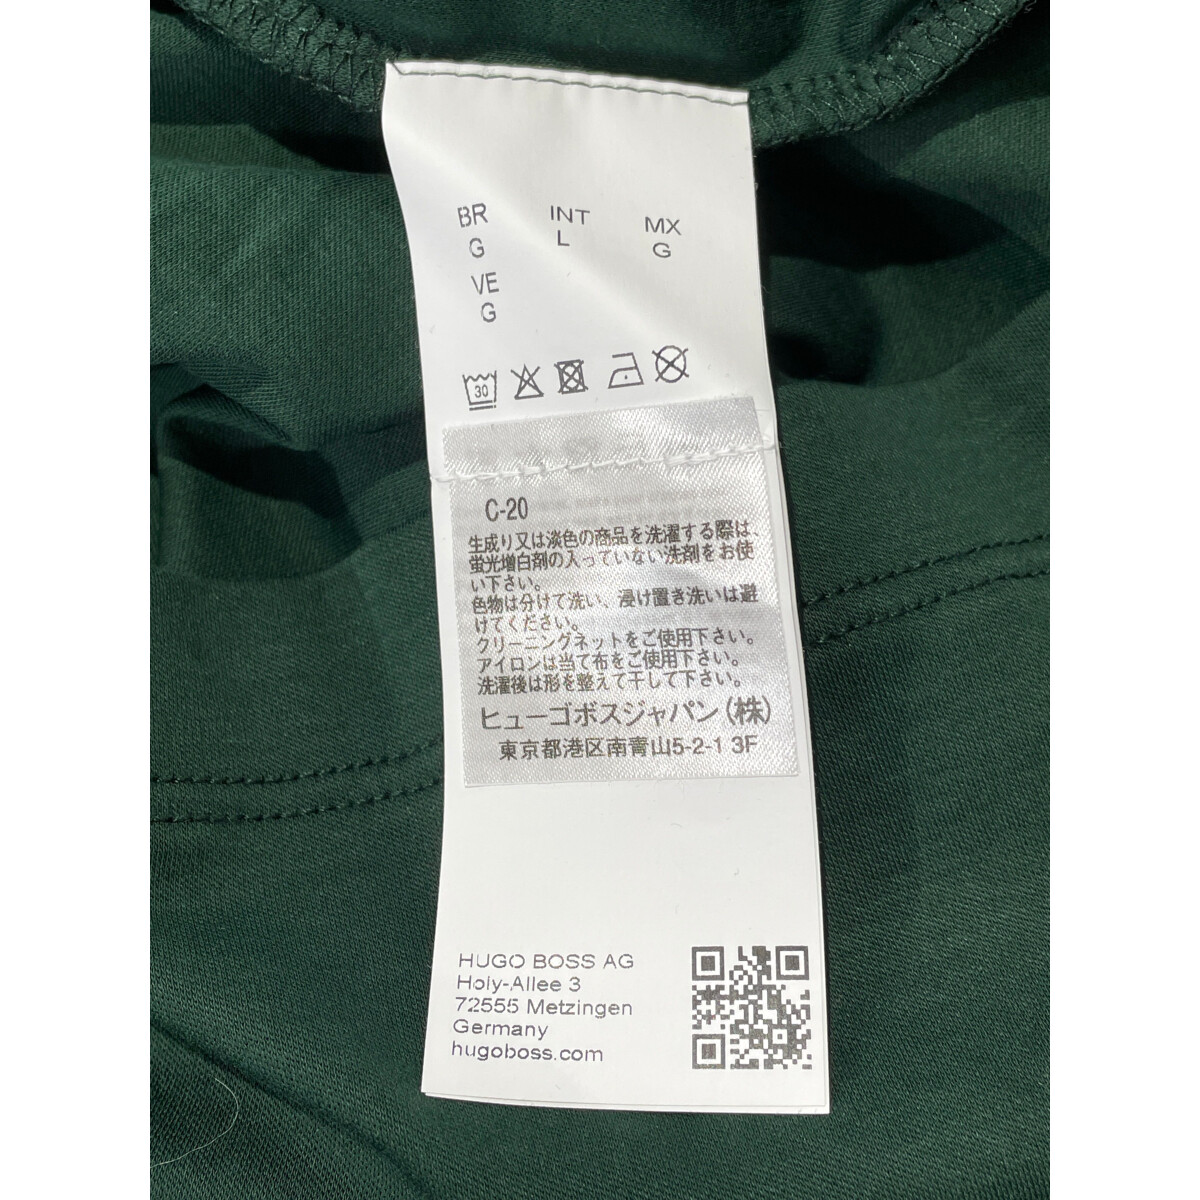 BR INT MX
G L G
VE
G
30
C-20
生成り又は淡色の商品を洗濯する際は、
蛍光増白剤の入っていない洗剤をお使
い下さい。
色物は分けて洗い、浸け置き洗いは避
けてください。
クリーニングネットをご使用下さい。
アイロンは当て布をご使用下さい。
洗濯後は形を整えて干して下さい。
ヒューゴボスジャパン(株)
東京都港区南青山5-2-1 3F
HUGO BOSS AG
Holy-Allee 3
72555 Metzingen
Germany
hugoboss.com